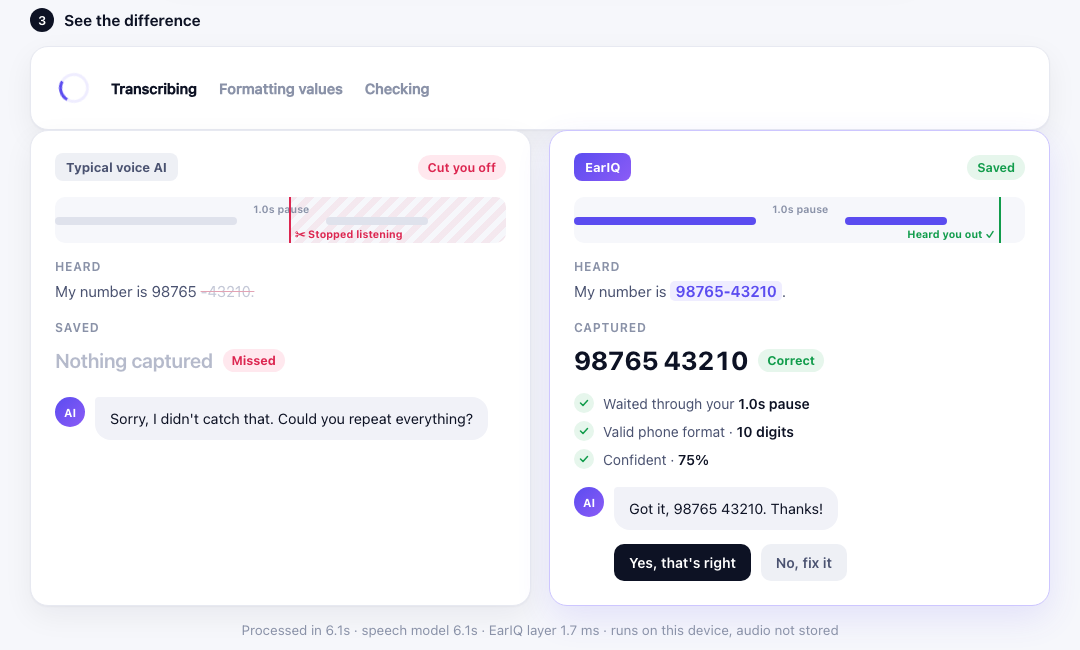 3 See the difference
Transcribing Formatting values Checking
Typical voice AI Cut you off
1.0s pause
✂ Stopped listening
HEARD
My number is 98765 -43210.
SAVED
Nothing captured Missed
AI Sorry, I didn't catch that. Could you repeat everything?
EarIQ Saved
1.0s pause
Heard you out ✓
HEARD
My number is 98765-43210.
CAPTURED
98765 43210 Correct
✓ Waited through your 1.0s pause
✓ Valid phone format · 10 digits
✓ Confident · 75%
AI Got it, 98765 43210. Thanks!
Yes, that's right No, fix it
Processed in 6.1s · speech model 6.1s · EarIQ layer 1.7 ms · runs on this device, audio not stored